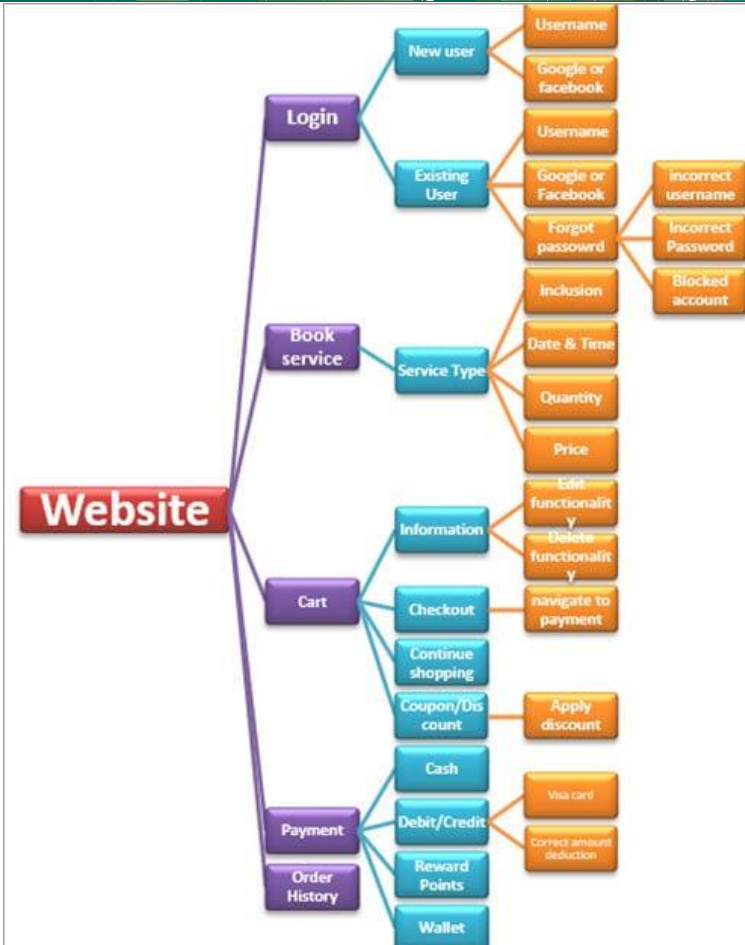 Website
Login
New user
Username
Google or
facebook
Existing
User
Username
Google or
Facebook
Forgot
passowrd
incorrect
username
Incorrect
Password
Blocked
account
Book
service
Service Type
Inclusion
Date & Time
Quantity
Price
Cart
Information
Edit
functionalit
y
Delete
functionalit
y
Checkout
navigate to
payment
Continue
shopping
Coupon/Dis
count
Apply
discount
Payment
Cash
Debit/Credit
Visa card
Correct amount
deduction
Reward
Points
Wallet
Order
History